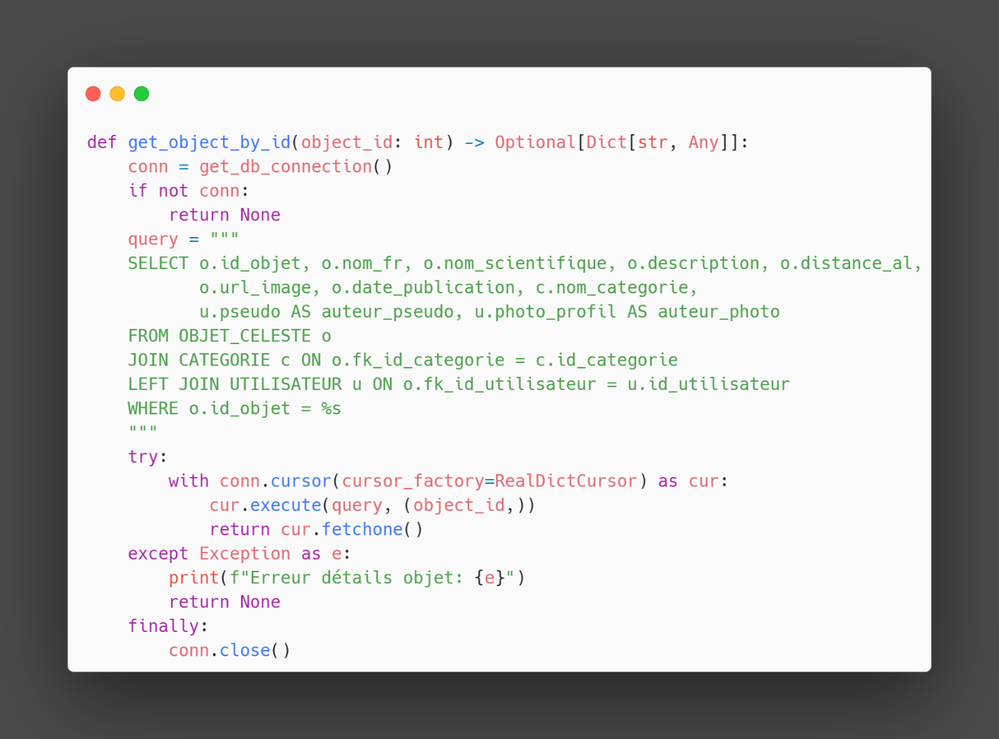 def get_object_by_id(object_id: int) -> Optional[Dict[str, Any]]:
    conn = get_db_connection()
    if not conn:
        return None
    query = """
    SELECT o.id_objet, o.nom_fr, o.nom_scientifique, o.description, o.distance_al,
           o.url_image, o.date_publication, c.nom_categorie,
           u.pseudo AS auteur_pseudo, u.photo_profil AS auteur_photo
    FROM OBJET_CELESTE o
    JOIN CATEGORIE c ON o.fk_id_categorie = c.id_categorie
    LEFT JOIN UTILISATEUR u ON o.fk_id_utilisateur = u.id_utilisateur
    WHERE o.id_objet = %s
    """
    try:
        with conn.cursor(cursor_factory=RealDictCursor) as cur:
            cur.execute(query, (object_id,))
            return cur.fetchone()
    except Exception as e:
        print(f"Erreur détails objet: {e}")
        return None
    finally:
        conn.close()